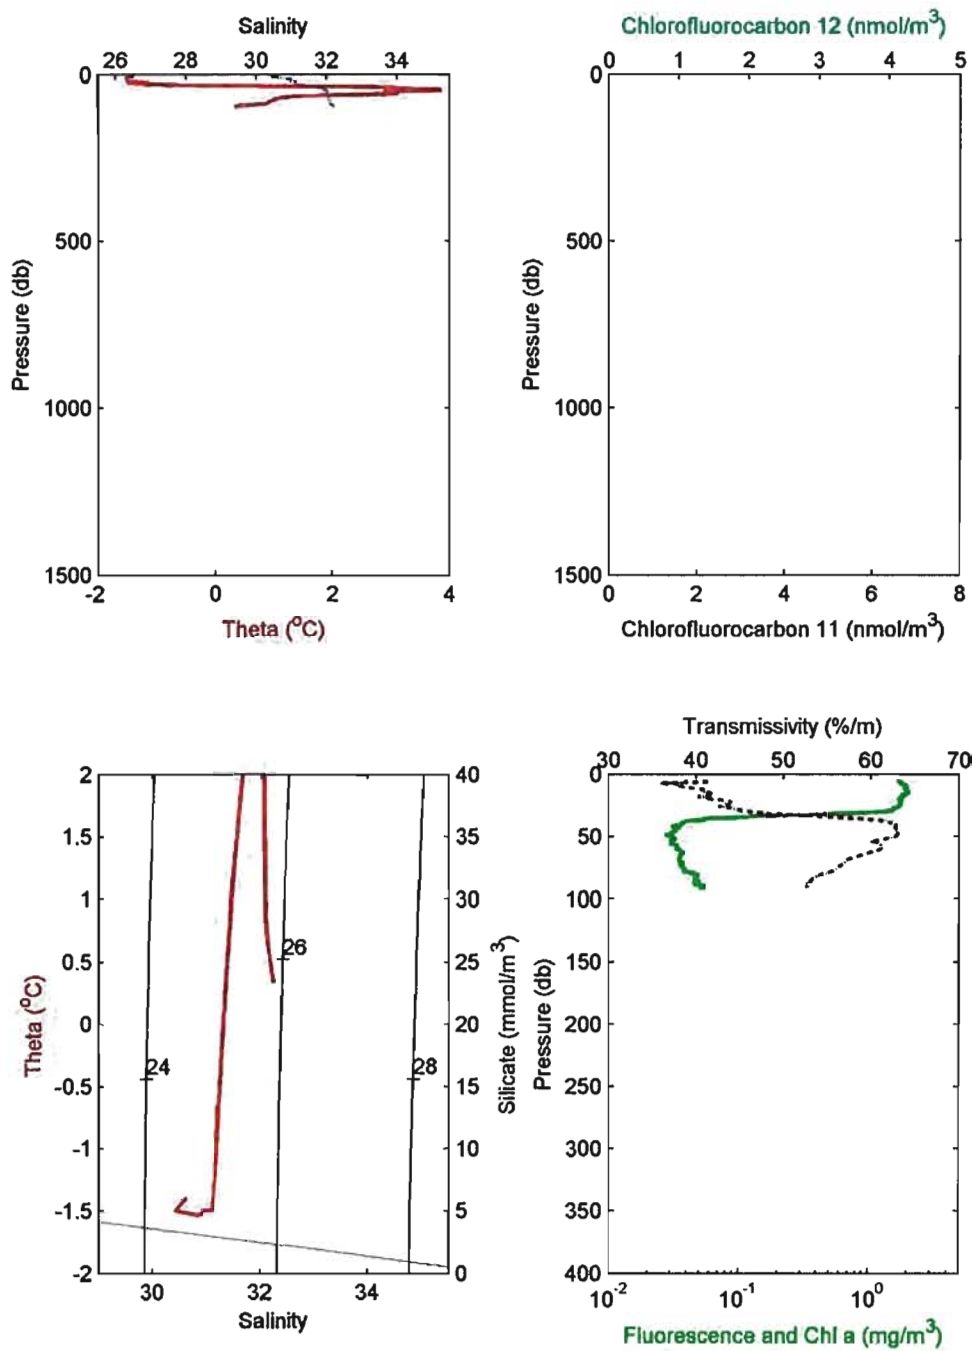 Salinity
26 28 30 32 34
0
500
1000
1500
Pressure (db)
-2 0 2 4
Theta (°C)
Chlorofluorocarbon 12 (nmol/m³)
0 1 2 3 4 5
0
500
1000
1500
Pressure (db)
0 2 4 6 8
Chlorofluorocarbon 11 (nmol/m³)
2
1.5
1
0.5
0
-0.5
-1
-1.5
-2
Theta (°C)
24
26
28
40
35
30
25
20
15
10
5
0
Silicate (mmol/m³)
30 32 34
Salinity
Transmissivity (%/m)
30 40 50 60 70
0
50
100
150
200
250
300
350
400
Pressure (db)
10⁻² 10⁻¹ 10⁰
Fluorescence and Chl a (mg/m³)